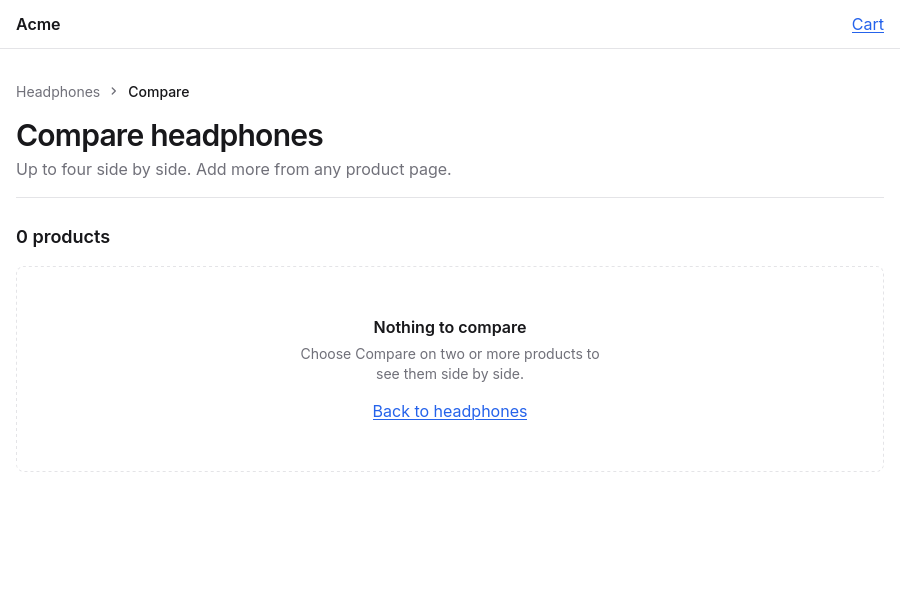 Acme
Cart
Headphones
Compare
Compare headphones
Up to four side by side. Add more from any product page.
0 products
Nothing to compare
Choose Compare on two or more products to
see them side by side.
Back to headphones